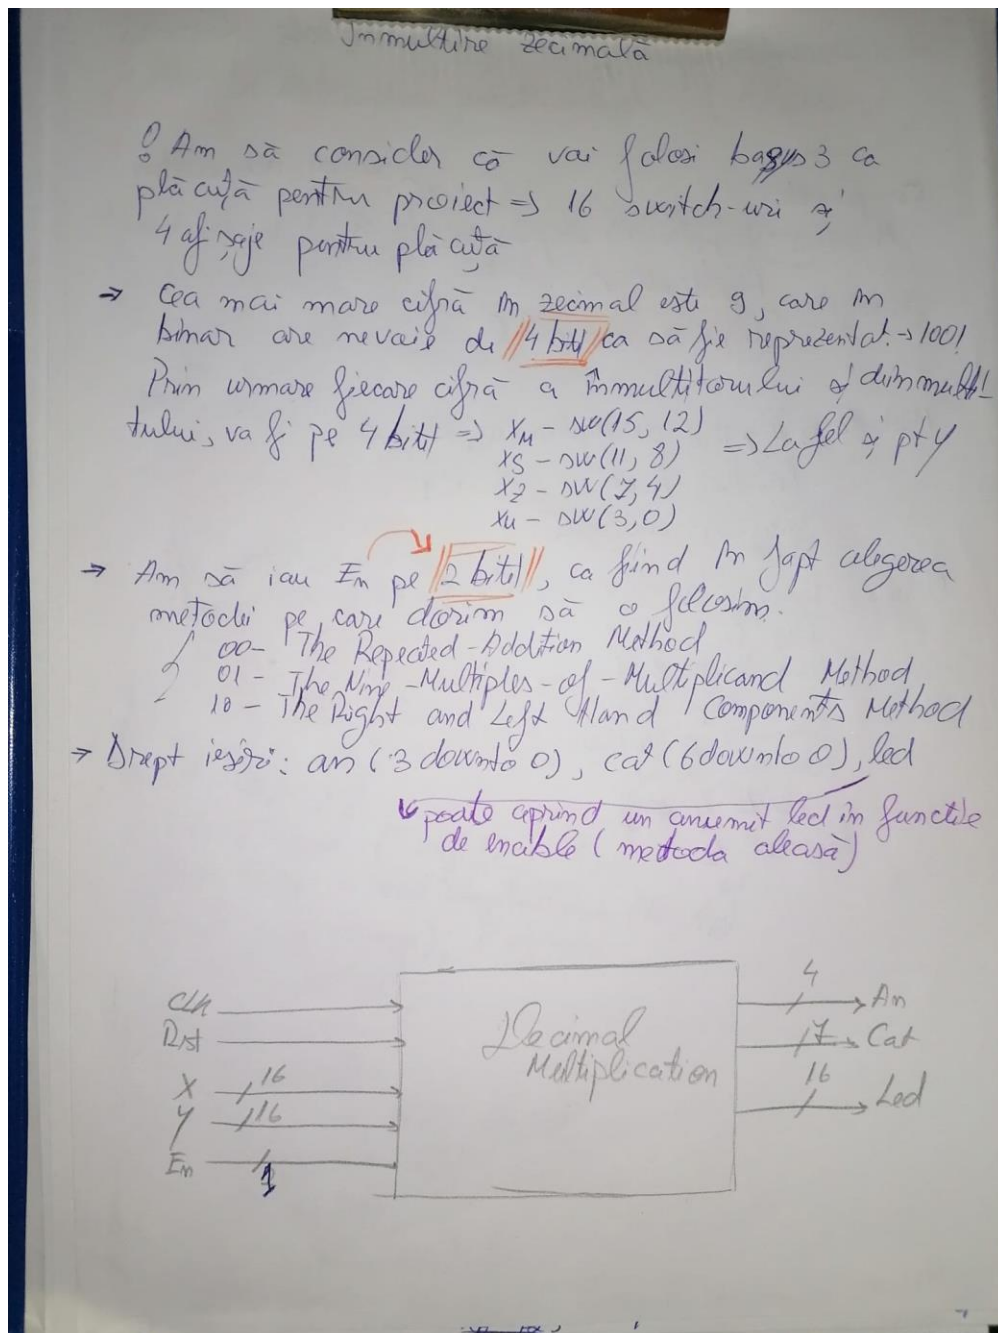 Inmultire zecimală
! Am să consider că vai folosi basys3 ca
plăcuță pentru proiect => 16 switch-uri și
4 afișaje pentru plăcuță
→ Cea mai mare cifră în zecimal este 9, care în
binar are nevoie de 4 biți ca să fie reprezentat. → 1001
Prin urmare fiecare cifră a înmulțitorului și deînmulți-
tului, va fi pe 4 biți => XM - sw(15, 12)
XS - sw(11, 8) => La fel și pt Y
XZ - sw(7, 4)
XU - sw(3, 0)
→ Am să iau En pe 2 biți, ca fiind în fapt alegerea
metodei pe care dorim să o folosim.
00- The Repeated-Addition Method
01 - The Nine-Multiples-of-Multiplicand Method
10 - The Right and Left Hand Components Method
→ Drept ieșiri: an (3 downto 0), cat (6 downto 0), led
poate aprind un anumit led in functie
de enable (metoda aleasă)
4
Clk An
Rst Decimal 7 Cat
X 16 Multiplication 16
Y 16 Led
En 1